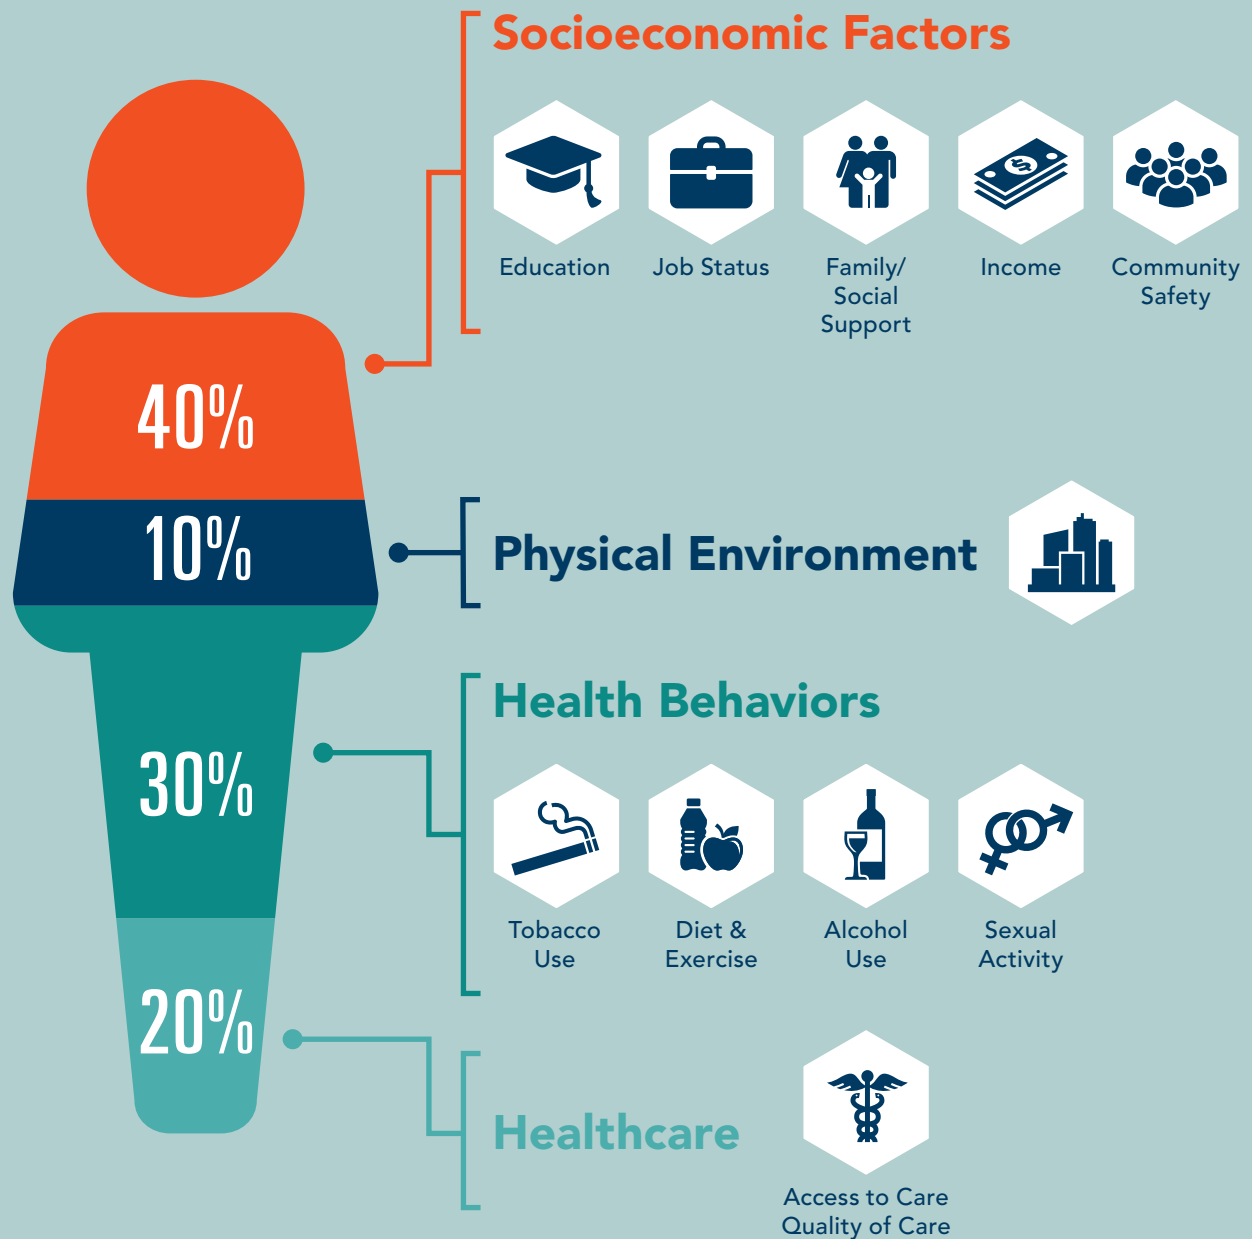 Socioeconomic Factors
Education
Job Status
Family/
Social
Support
Income
Community
Safety
40%
10%
Physical Environment
Health Behaviors
30%
Tobacco
Use
Diet &
Exercise
Alcohol
Use
Sexual
Activity
20%
Healthcare
Access to Care
Quality of Care